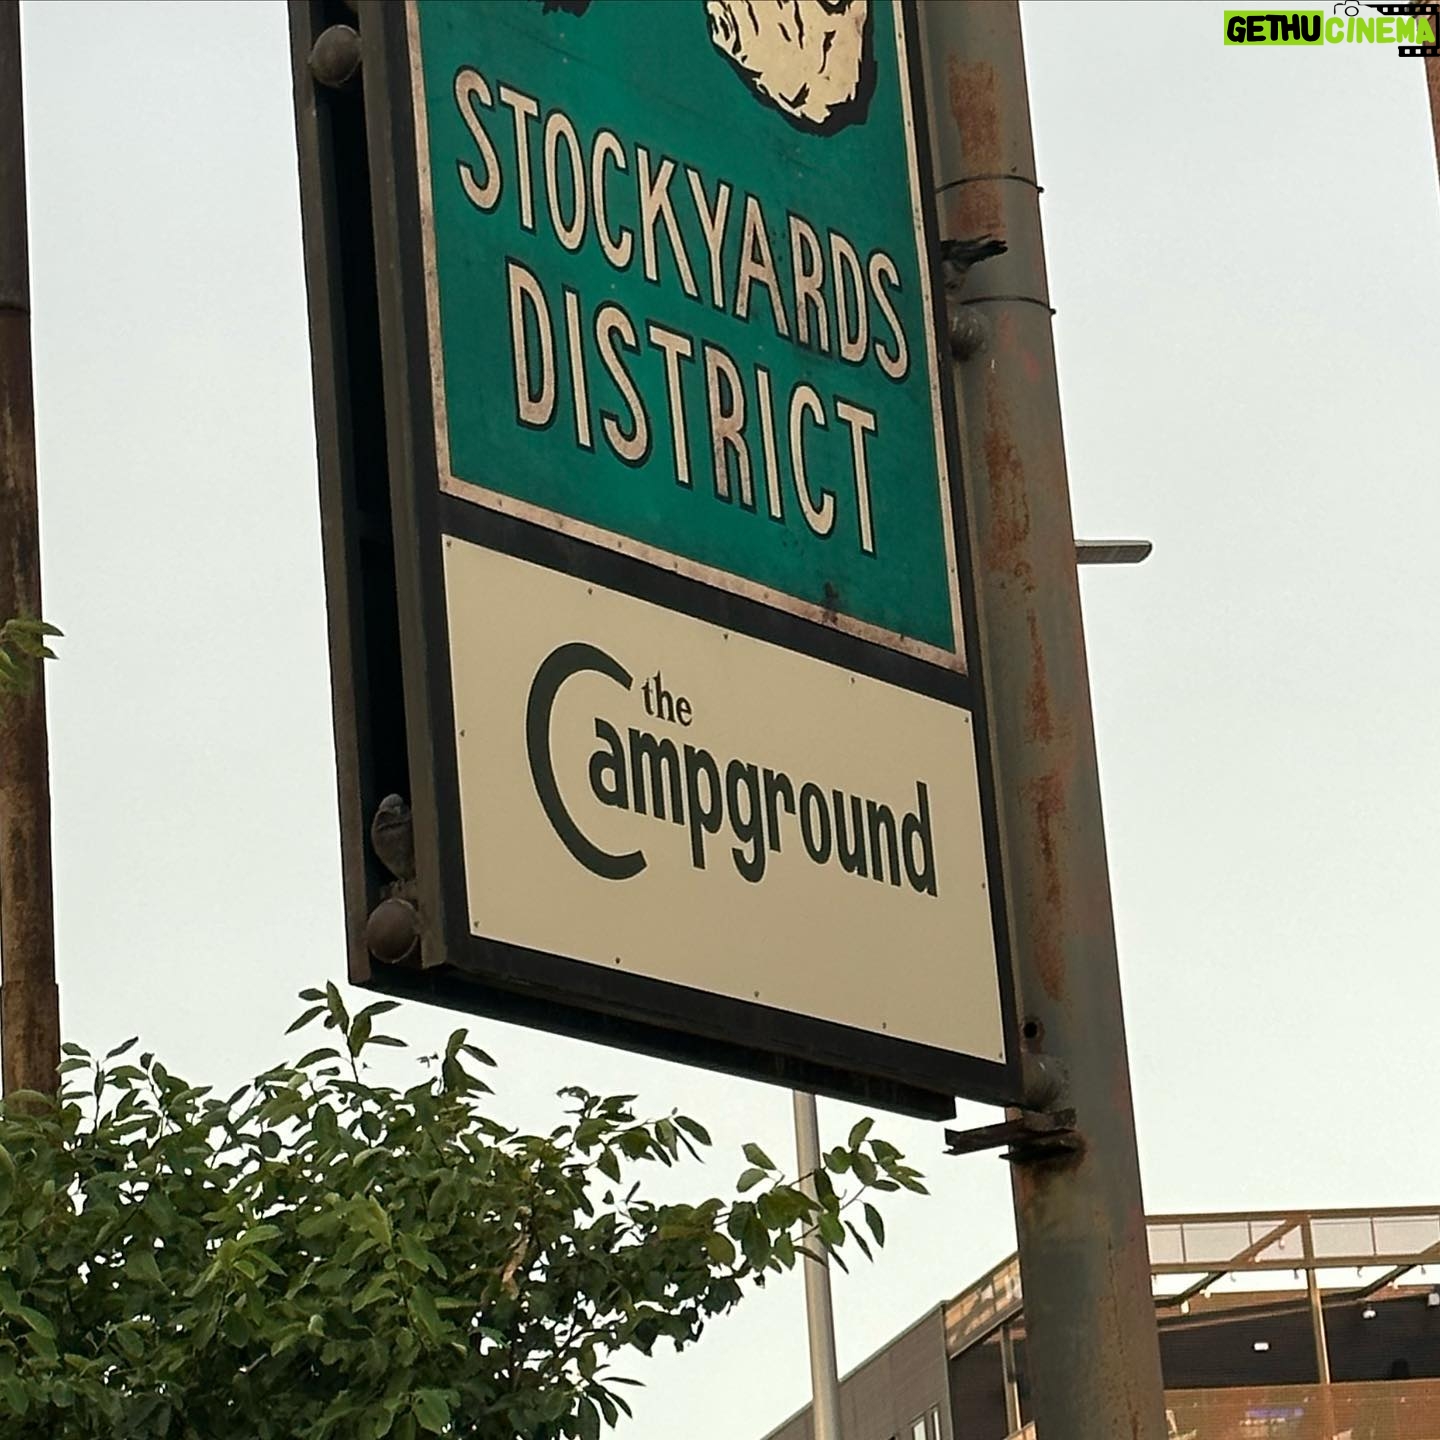 GETHUCINEMA
STOCKYARDS
DISTRICT
the
Campground